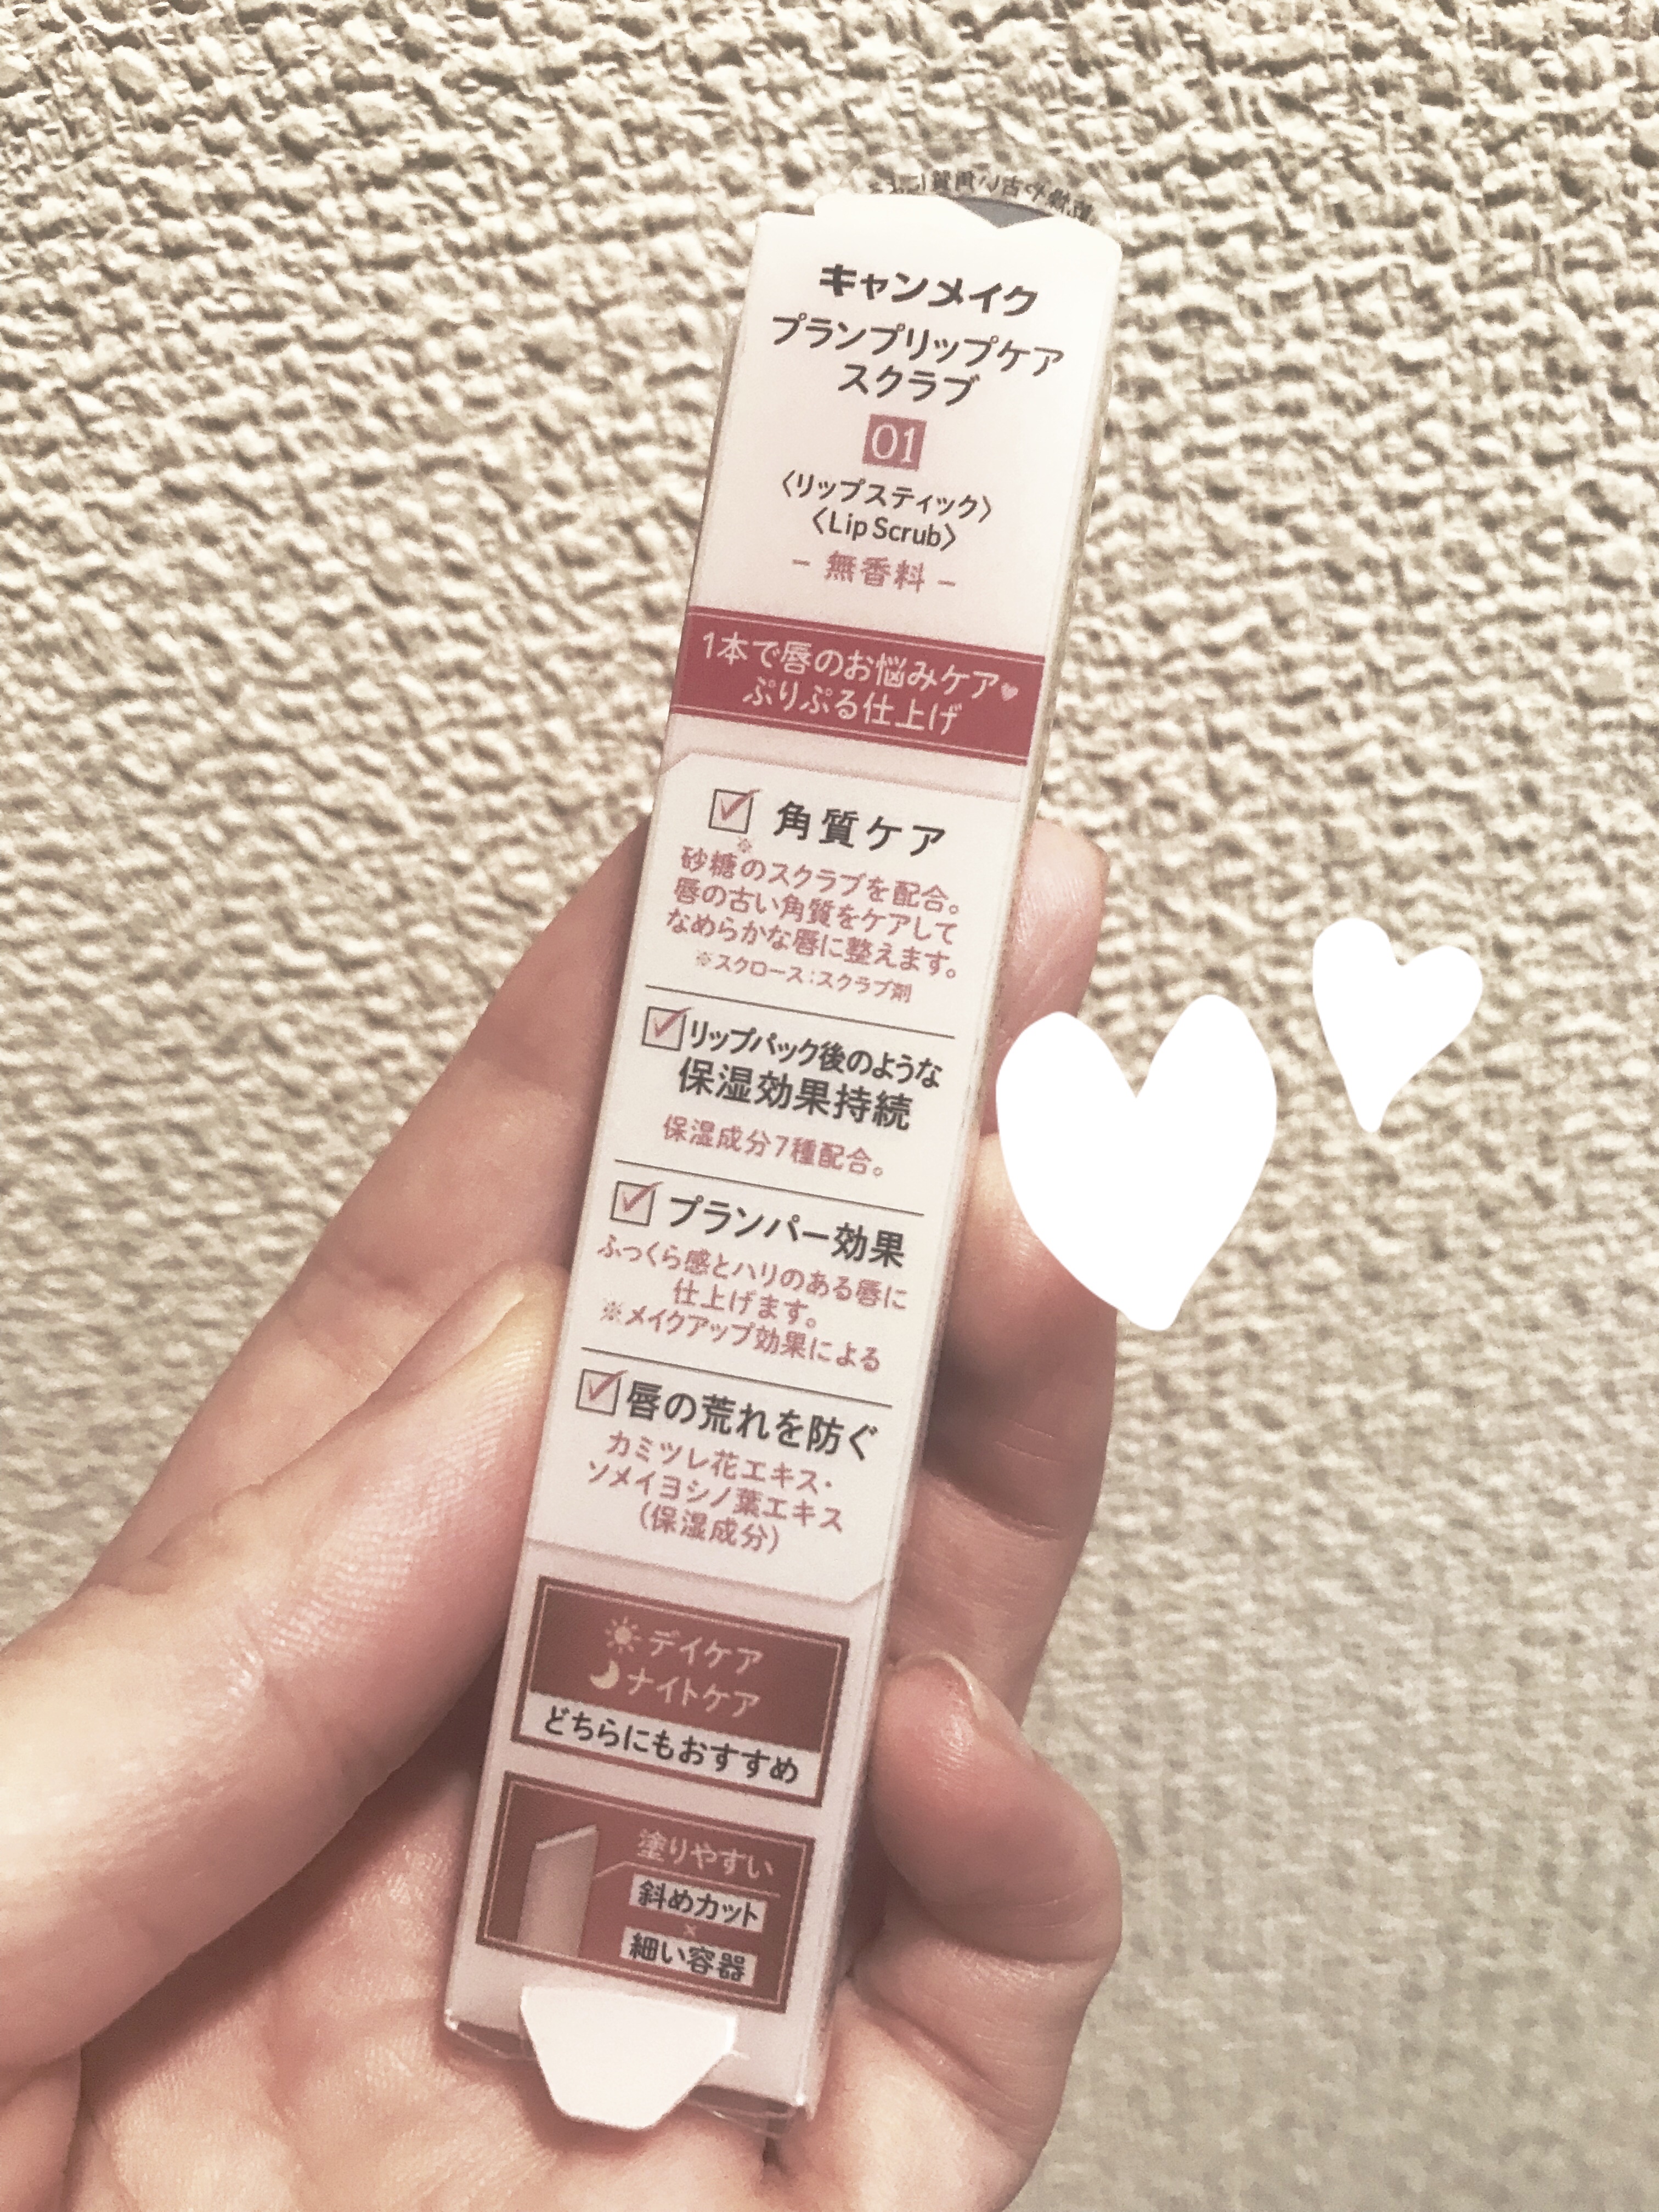 キャンメイク
プランプリップケア
スクラブ
01
〈リップスティック〉
〈Lip Scrub〉
- 無香料 -
1本で唇のお悩みケア♥
ぷりぷる仕上げ
角質ケア
砂糖※のスクラブを配合。
唇の古い角質をケアして
なめらかな唇に整えます。
※スクロース:スクラブ剤
リップパック後のような
保湿効果持続
保湿成分7種配合。
プランパー効果
ふっくら感とハリのある唇に
仕上げます。
※メイクアップ効果による
唇の荒れを防ぐ
カミツレ花エキス・
ソメイヨシノ葉エキス
(保湿成分)
デイケア
ナイトケア
どちらにもおすすめ
塗りやすい
斜めカット
×
細い容器